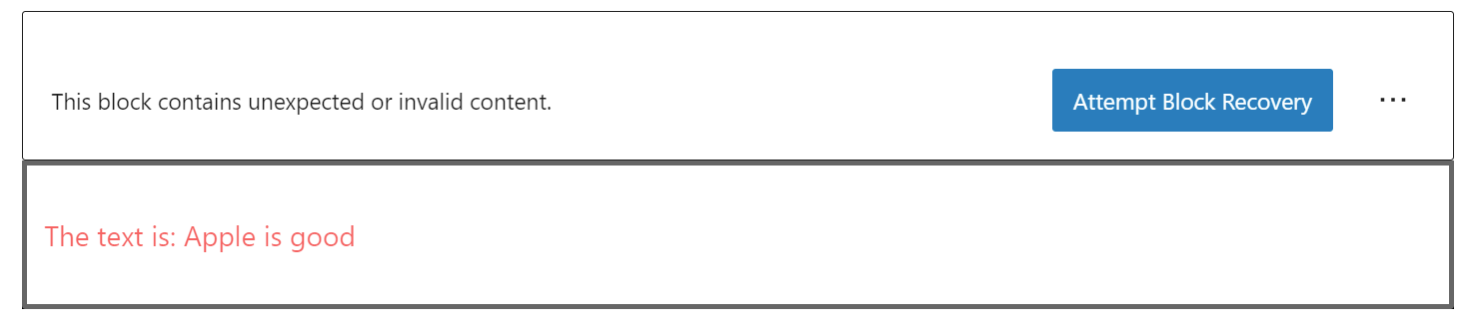 This block contains unexpected or invalid content.
Attempt Block Recovery ...
The text is: Apple is good